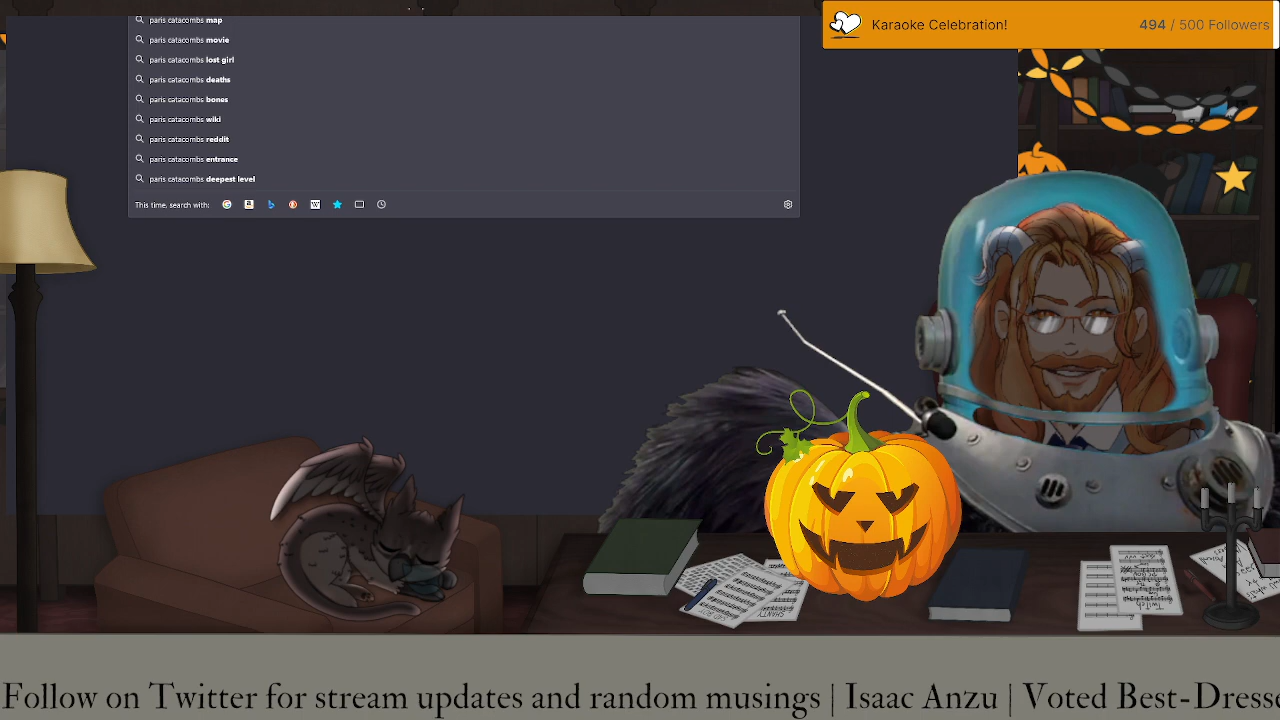 paris catacombs map
paris catacombs movie
paris catacombs lost girl
paris catacombs deaths
paris catacombs bones
paris catacombs wiki
paris catacombs reddit
paris catacombs entrance
paris catacombs deepest level
This time, search with:
Karaoke Celebration! 494 / 500 Followers
Follow on Twitter for stream updates and random musings | Isaac Anzu | Voted Best-Dresse